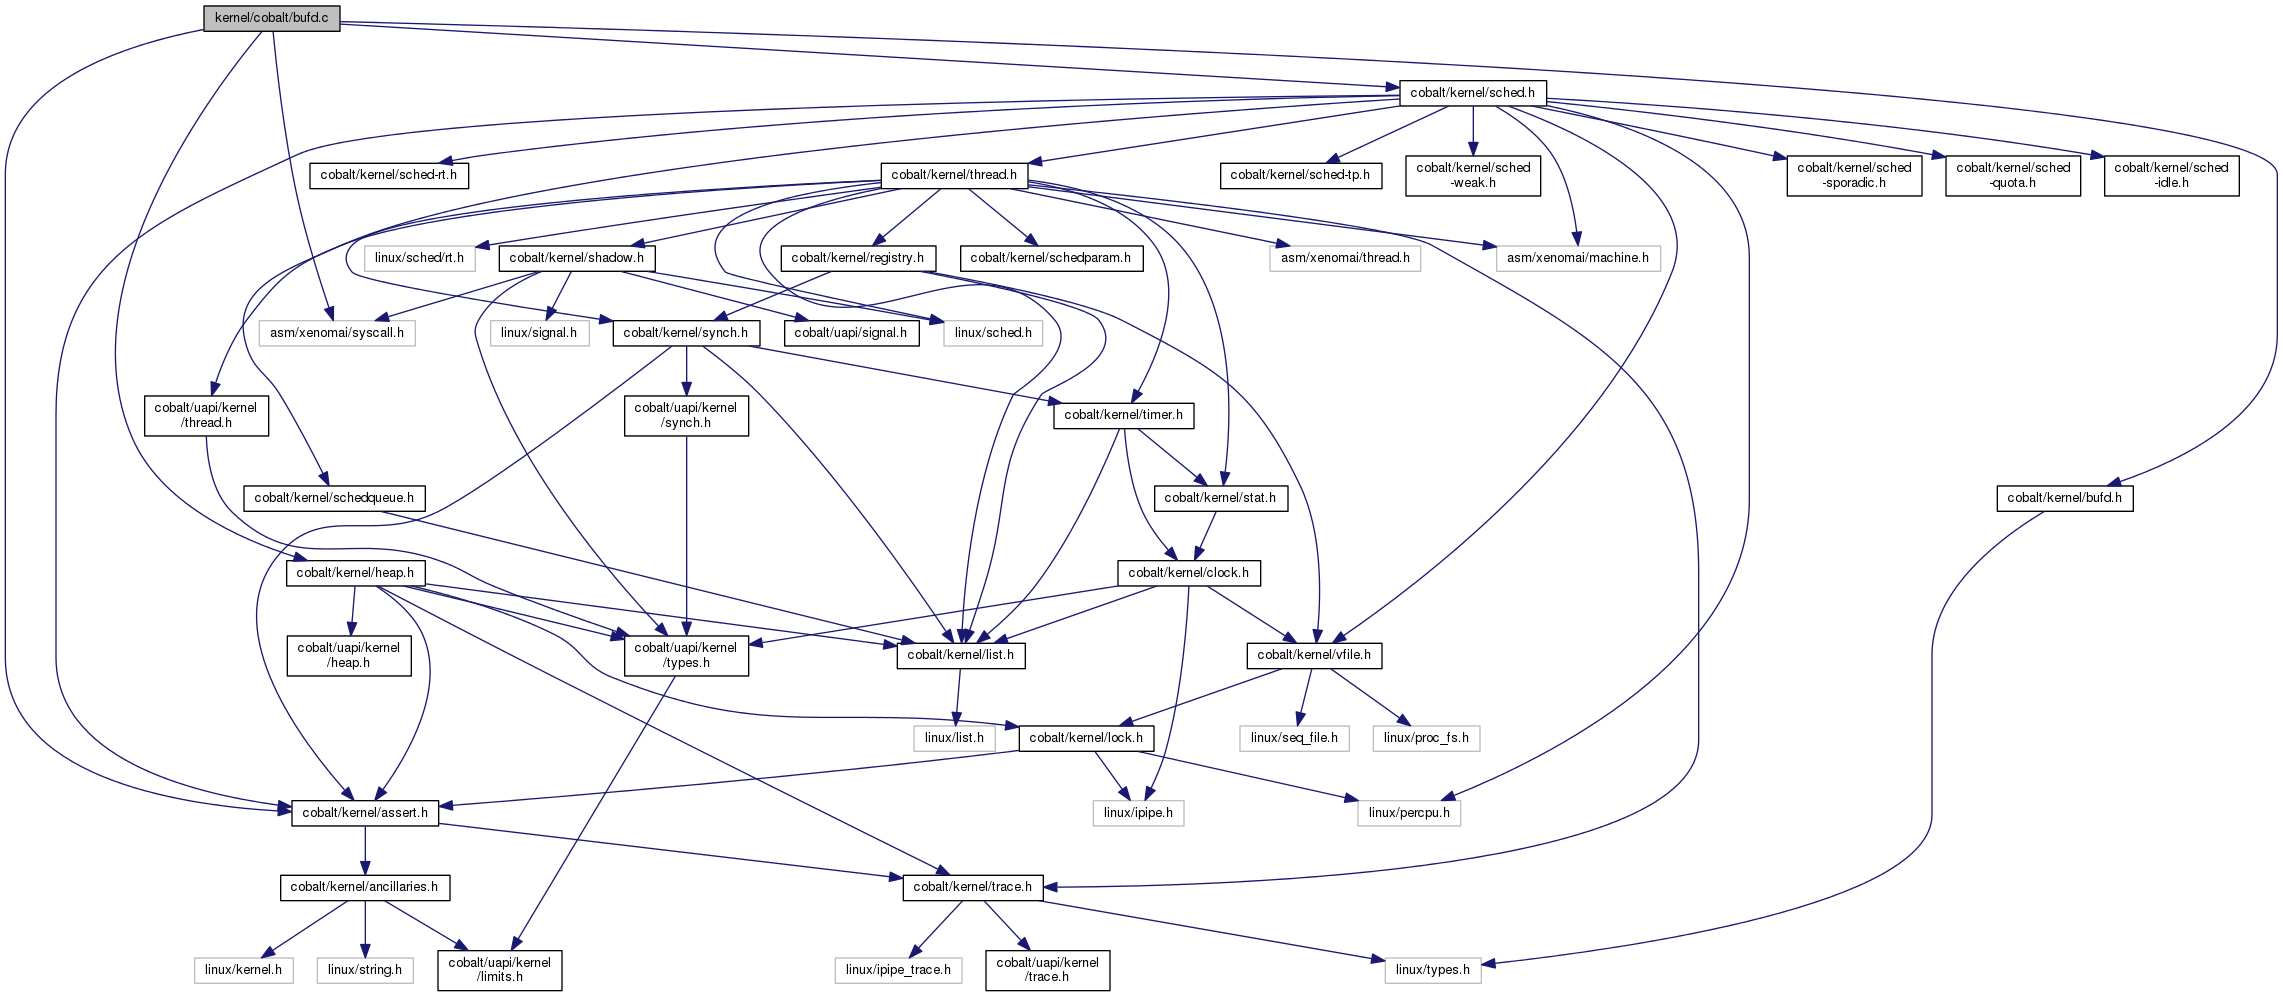 kernel/cobalt/bufd.c
cobalt/kernel/sched.h
cobalt/kernel/sched-rt.h
cobalt/kernel/thread.h
cobalt/kernel/sched-tp.h
cobalt/kernel/sched
-weak.h
cobalt/kernel/sched
-sporadic.h
cobalt/kernel/sched
-quota.h
cobalt/kernel/sched
-idle.h
linux/sched/rt.h
cobalt/kernel/shadow.h
cobalt/kernel/registry.h
cobalt/kernel/schedparam.h
asm/xenomai/thread.h
asm/xenomai/machine.h
asm/xenomai/syscall.h
linux/signal.h
cobalt/kernel/synch.h
cobalt/uapi/signal.h
linux/sched.h
cobalt/uapi/kernel
/thread.h
cobalt/uapi/kernel
/synch.h
cobalt/kernel/timer.h
cobalt/kernel/schedqueue.h
cobalt/kernel/stat.h
cobalt/kernel/bufd.h
cobalt/kernel/heap.h
cobalt/kernel/clock.h
cobalt/uapi/kernel
/heap.h
cobalt/uapi/kernel
/types.h
cobalt/kernel/list.h
cobalt/kernel/vfile.h
linux/list.h
cobalt/kernel/lock.h
linux/seq_file.h
linux/proc_fs.h
cobalt/kernel/assert.h
linux/ipipe.h
linux/percpu.h
cobalt/kernel/ancillaries.h
cobalt/kernel/trace.h
linux/kernel.h
linux/string.h
cobalt/uapi/kernel
/limits.h
linux/ipipe_trace.h
cobalt/uapi/kernel
/trace.h
linux/types.h